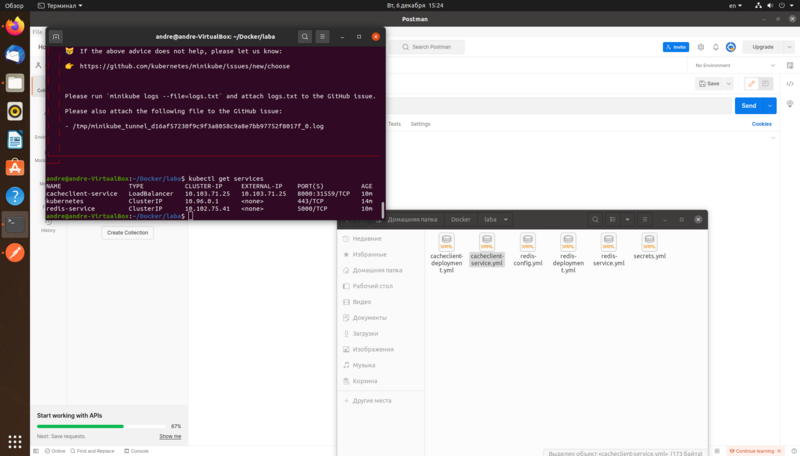 Обзор
Терминал
Вт, 6 декабря 15:24
en
Postman
File
andre@andre-VirtualBox: ~/Docker/laba
If the above advice does not help, please let us know:
https://github.com/kubernetes/minikube/issues/new/choose
Please run `minikube logs --file=logs.txt` and attach logs.txt to the GitHub issue.
Please also attach the following file to the GitHub issue:
- /tmp/minikube_tunnel_d16af57230f9c9f3a8058c9a8e7bb97752f8017f_0.log
andre@andre-VirtualBox:~/Docker/laba$ kubectl get services
NAME TYPE CLUSTER-IP EXTERNAL-IP PORT(S) AGE
cacheclient-service LoadBalancer 10.103.71.25 10.103.71.25 8000:31559/TCP 10m
kubernetes ClusterIP 10.96.0.1 <none> 443/TCP 14m
redis-service ClusterIP 10.102.75.41 <none> 5000/TCP 10m
andre@andre-VirtualBox:~/Docker/laba$
Search Postman
Invite
Upgrade
No Environment
Save
Send
Tests Settings
Cookies
History
Create Collection
Домашняя папка Docker laba
Недавние
Избранные
Домашняя папка
Рабочий стол
Видео
Документы
Загрузки
Изображения
Музыка
Корзина
Другие места
cacheclient-deployment.yml
cacheclient-service.yml
redis-config.yml
redis-deployment.yml
redis-service.yml
secrets.yml
Start working with APIs
67%
Next: Save requests. Show me
Online Find and Replace Console
Выделен объект «cacheclient-service.yml» (173 байта)
Continue learning